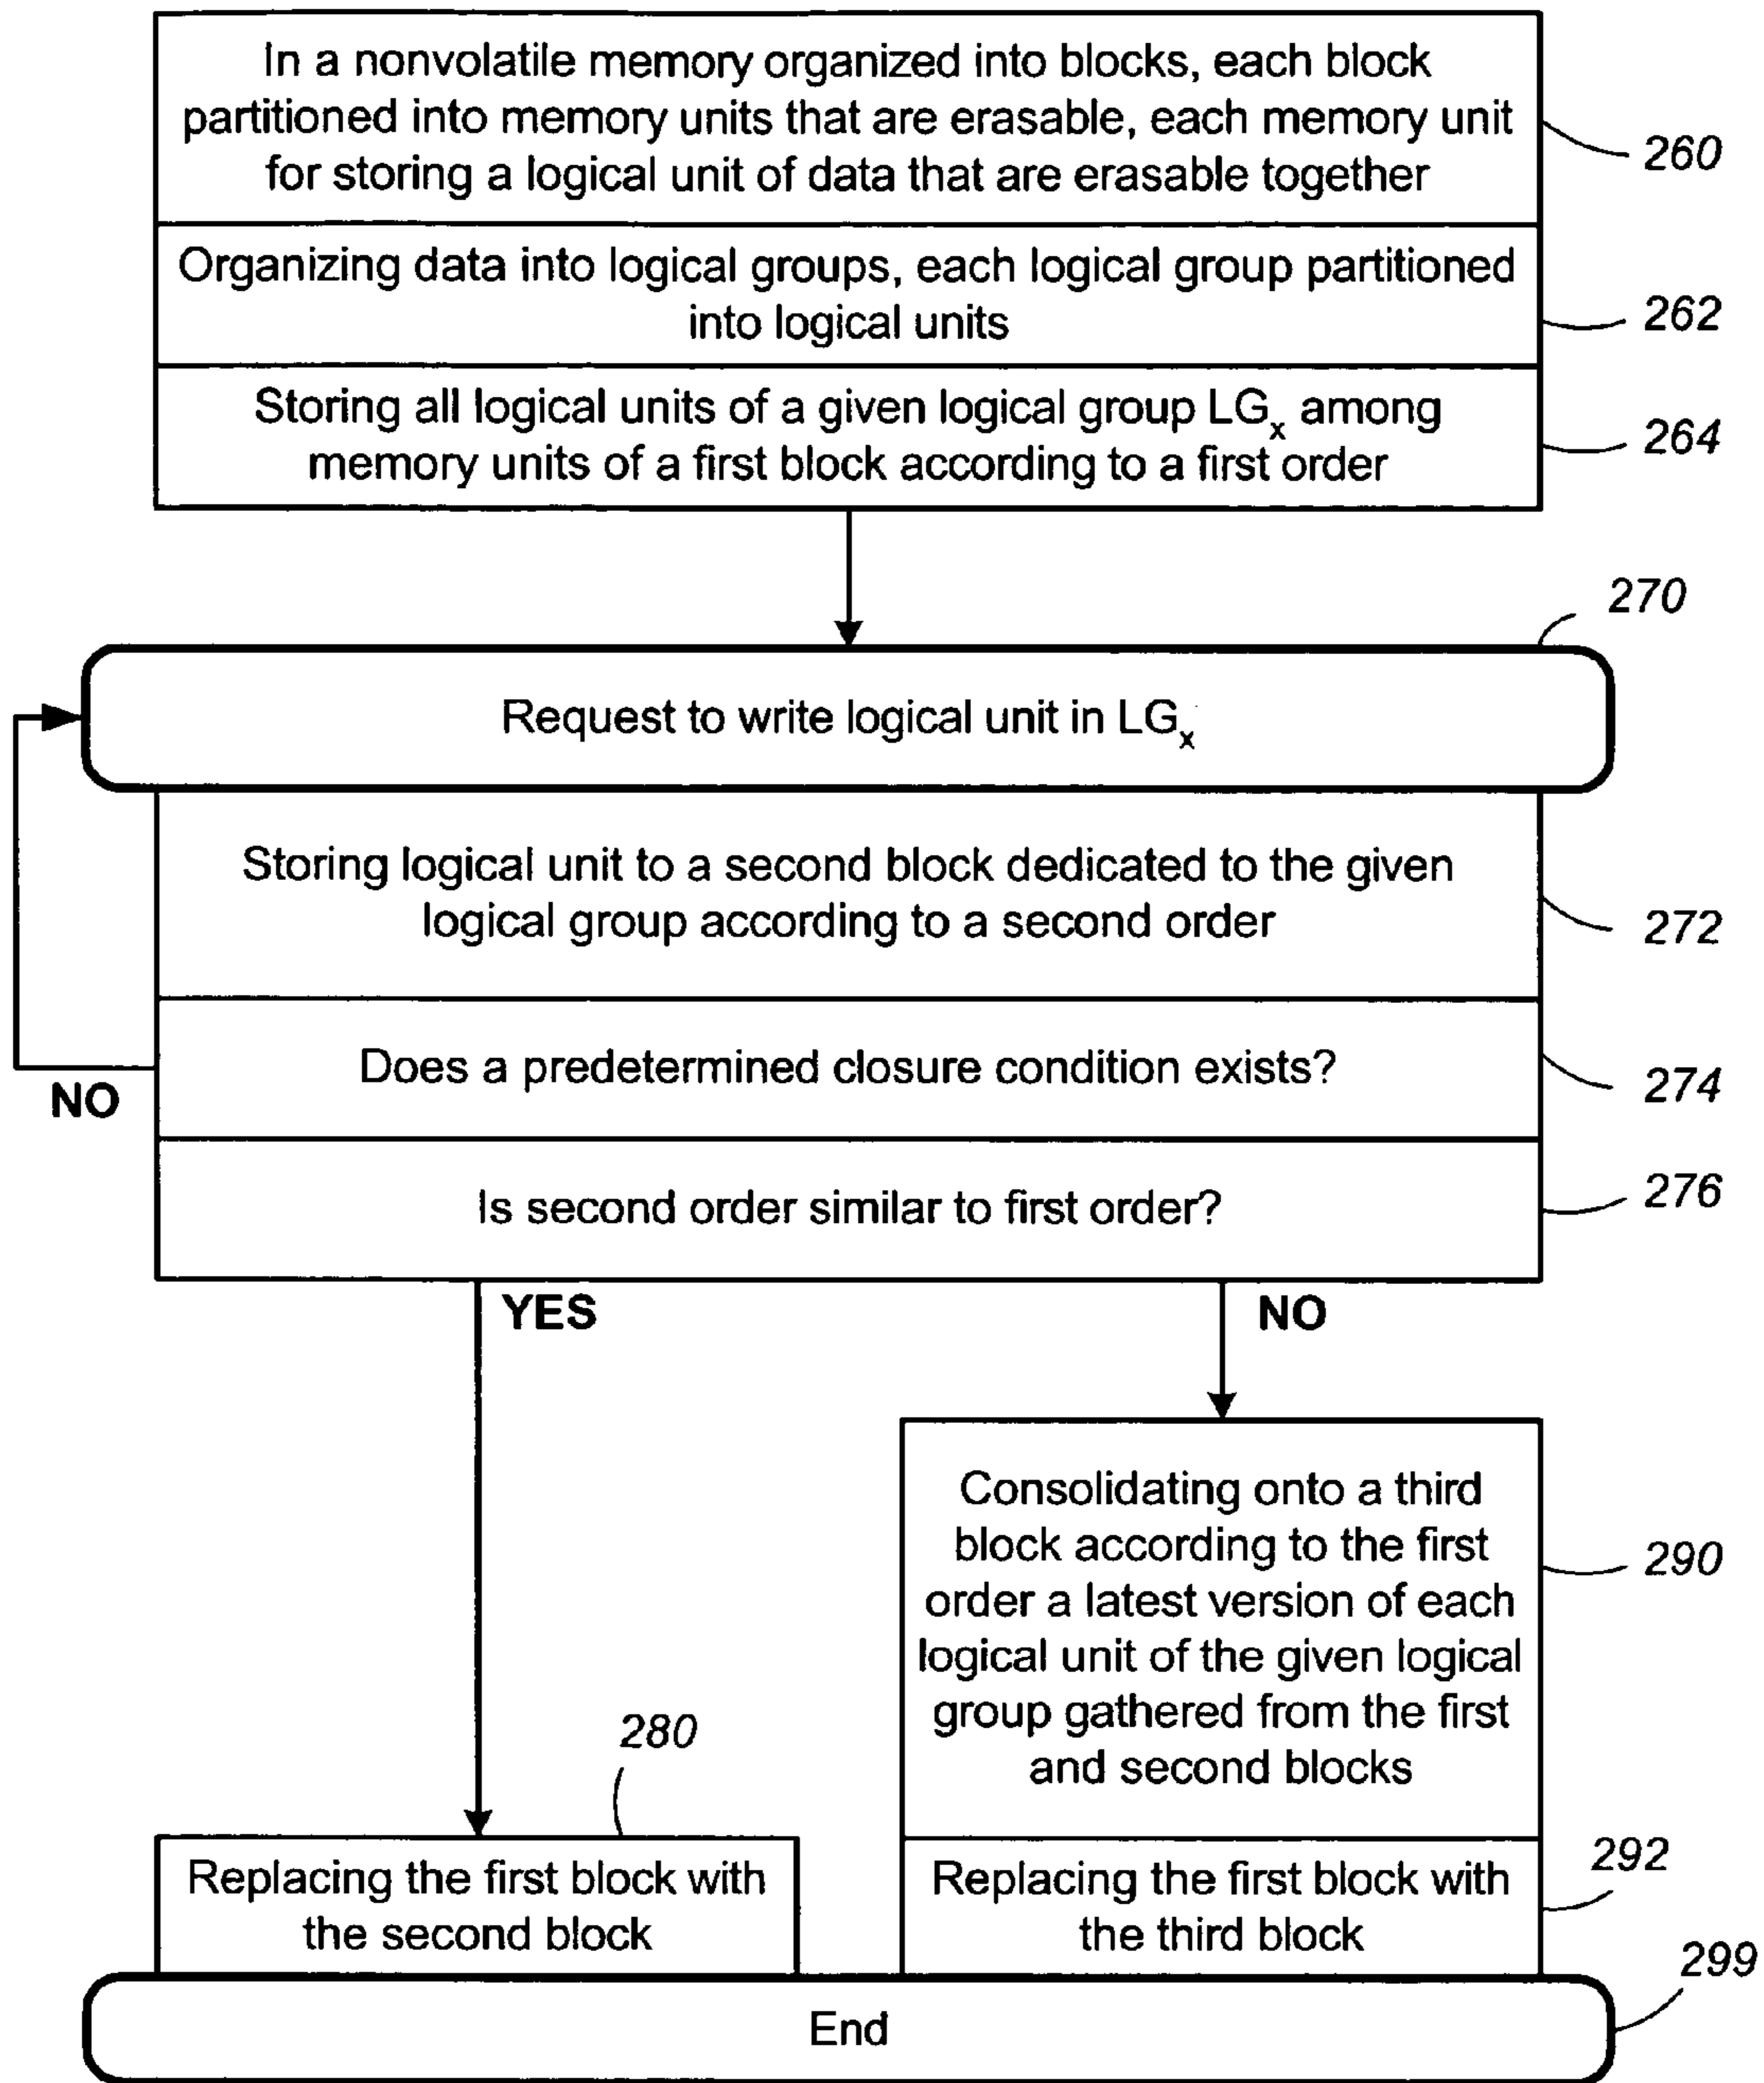 In a nonvolatile memory organized into blocks, each block
partitioned into memory units that are erasable, each memory unit
for storing a logical unit of data that are erasable together
260
Organizing data into logical groups, each logical group partitioned
into logical units
262
Storing all logical units of a given logical group LGx among
memory units of a first block according to a first order
264
270
Request to write logical unit in LGx
Storing logical unit to a second block dedicated to the given
logical group according to a second order
272
Does a predetermined closure condition exists?
274
NO
Is second order similar to first order?
276
YES
NO
Consolidating onto a third
block according to the first
order a latest version of each
logical unit of the given logical
group gathered from the first
and second blocks
290
280
Replacing the first block with
the second block
Replacing the first block with
the third block
292
299
End